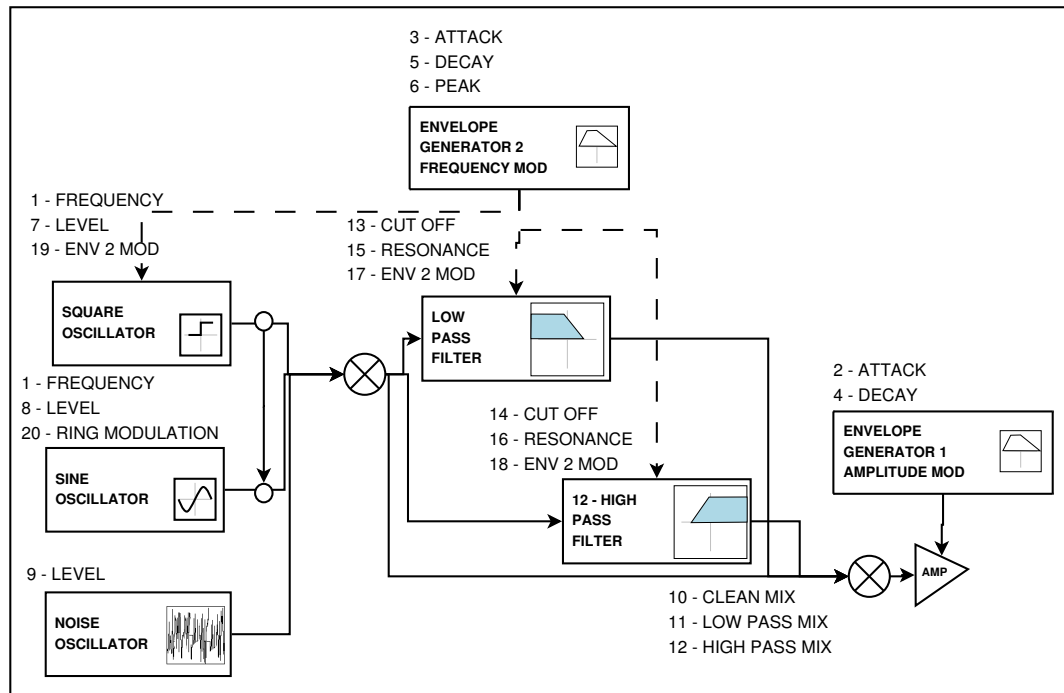 3 - ATTACK
5 - DECAY
6 - PEAK
ENVELOPE
GENERATOR 2
FREQUENCY MOD
1 - FREQUENCY
7 - LEVEL
19 - ENV 2 MOD
13 - CUT OFF
15 - RESONANCE
17 - ENV 2 MOD
SQUARE
OSCILLATOR
LOW
PASS
FILTER
1 - FREQUENCY
8 - LEVEL
20 - RING MODULATION
2 - ATTACK
4 - DECAY
14 - CUT OFF
16 - RESONANCE
18 - ENV 2 MOD
ENVELOPE
GENERATOR 1
AMPLITUDE MOD
SINE
OSCILLATOR
12 - HIGH
PASS
FILTER
9 - LEVEL
AMP
10 - CLEAN MIX
11 - LOW PASS MIX
12 - HIGH PASS MIX
NOISE
OSCILLATOR